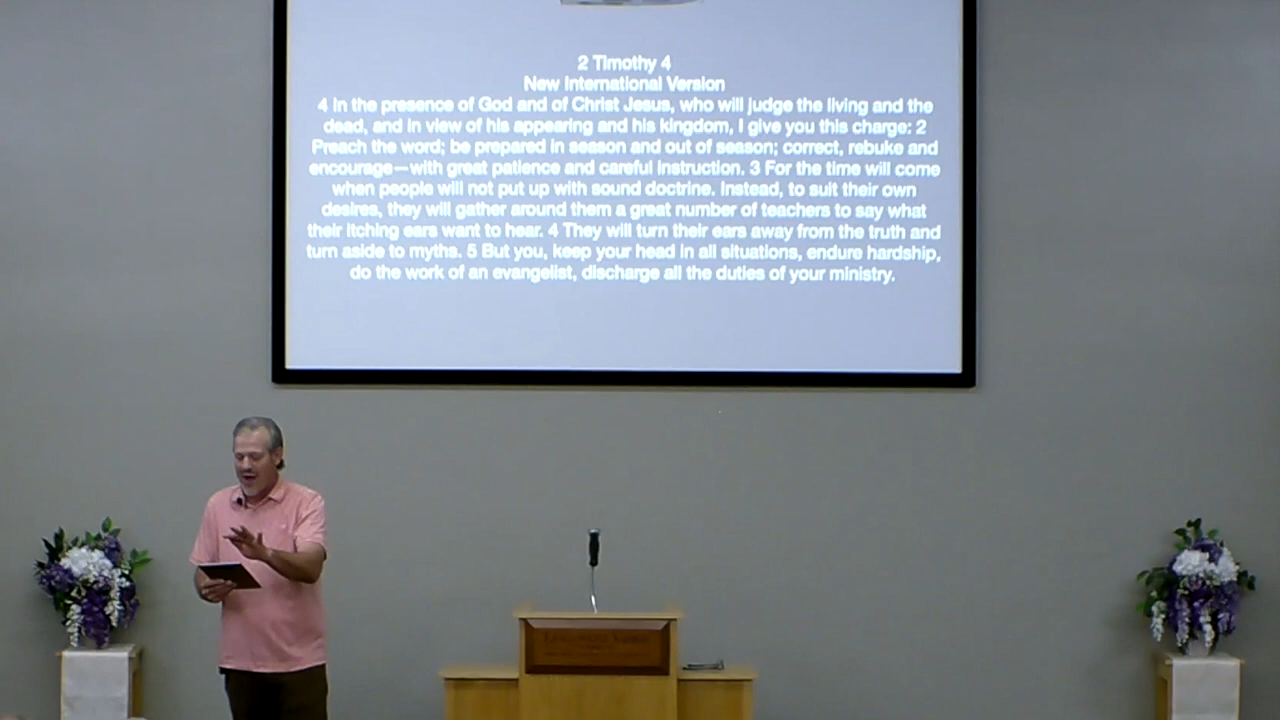 2 Timothy 4
New International Version
4 In the presence of God and of Christ Jesus, who will judge the living and the
dead, and in view of his appearing and his kingdom, I give you this charge: 2
Preach the word; be prepared in season and out of season; correct, rebuke and
encourage—with great patience and careful instruction. 3 For the time will come
when people will not put up with sound doctrine. Instead, to suit their own
desires, they will gather around them a great number of teachers to say what
their itching ears want to hear. 4 They will turn their ears away from the truth and
turn aside to myths. 5 But you, keep your head in all situations, endure hardship,
do the work of an evangelist, discharge all the duties of your ministry.